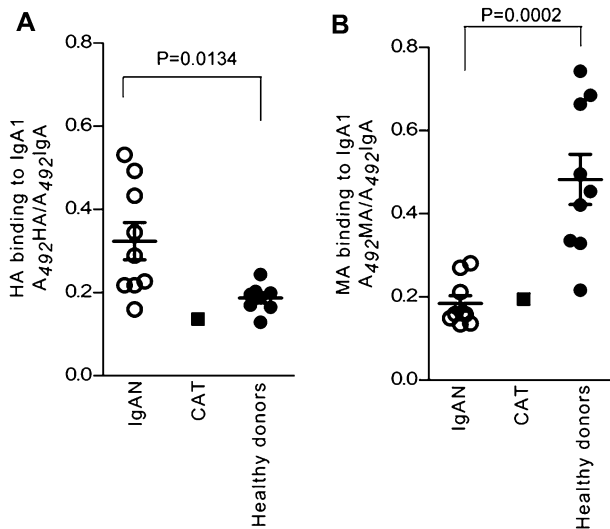 A
P=0.0134
HA binding to IgA1
A492HA/A492IgA
0.8
0.6
0.4
0.2
0.0
IgAN
CAT
Healthy donors
B
P=0.0002
MA binding to IgA1
A492MA/A492IgA
0.8
0.6
0.4
0.2
0.0
IgAN
CAT
Healthy donors